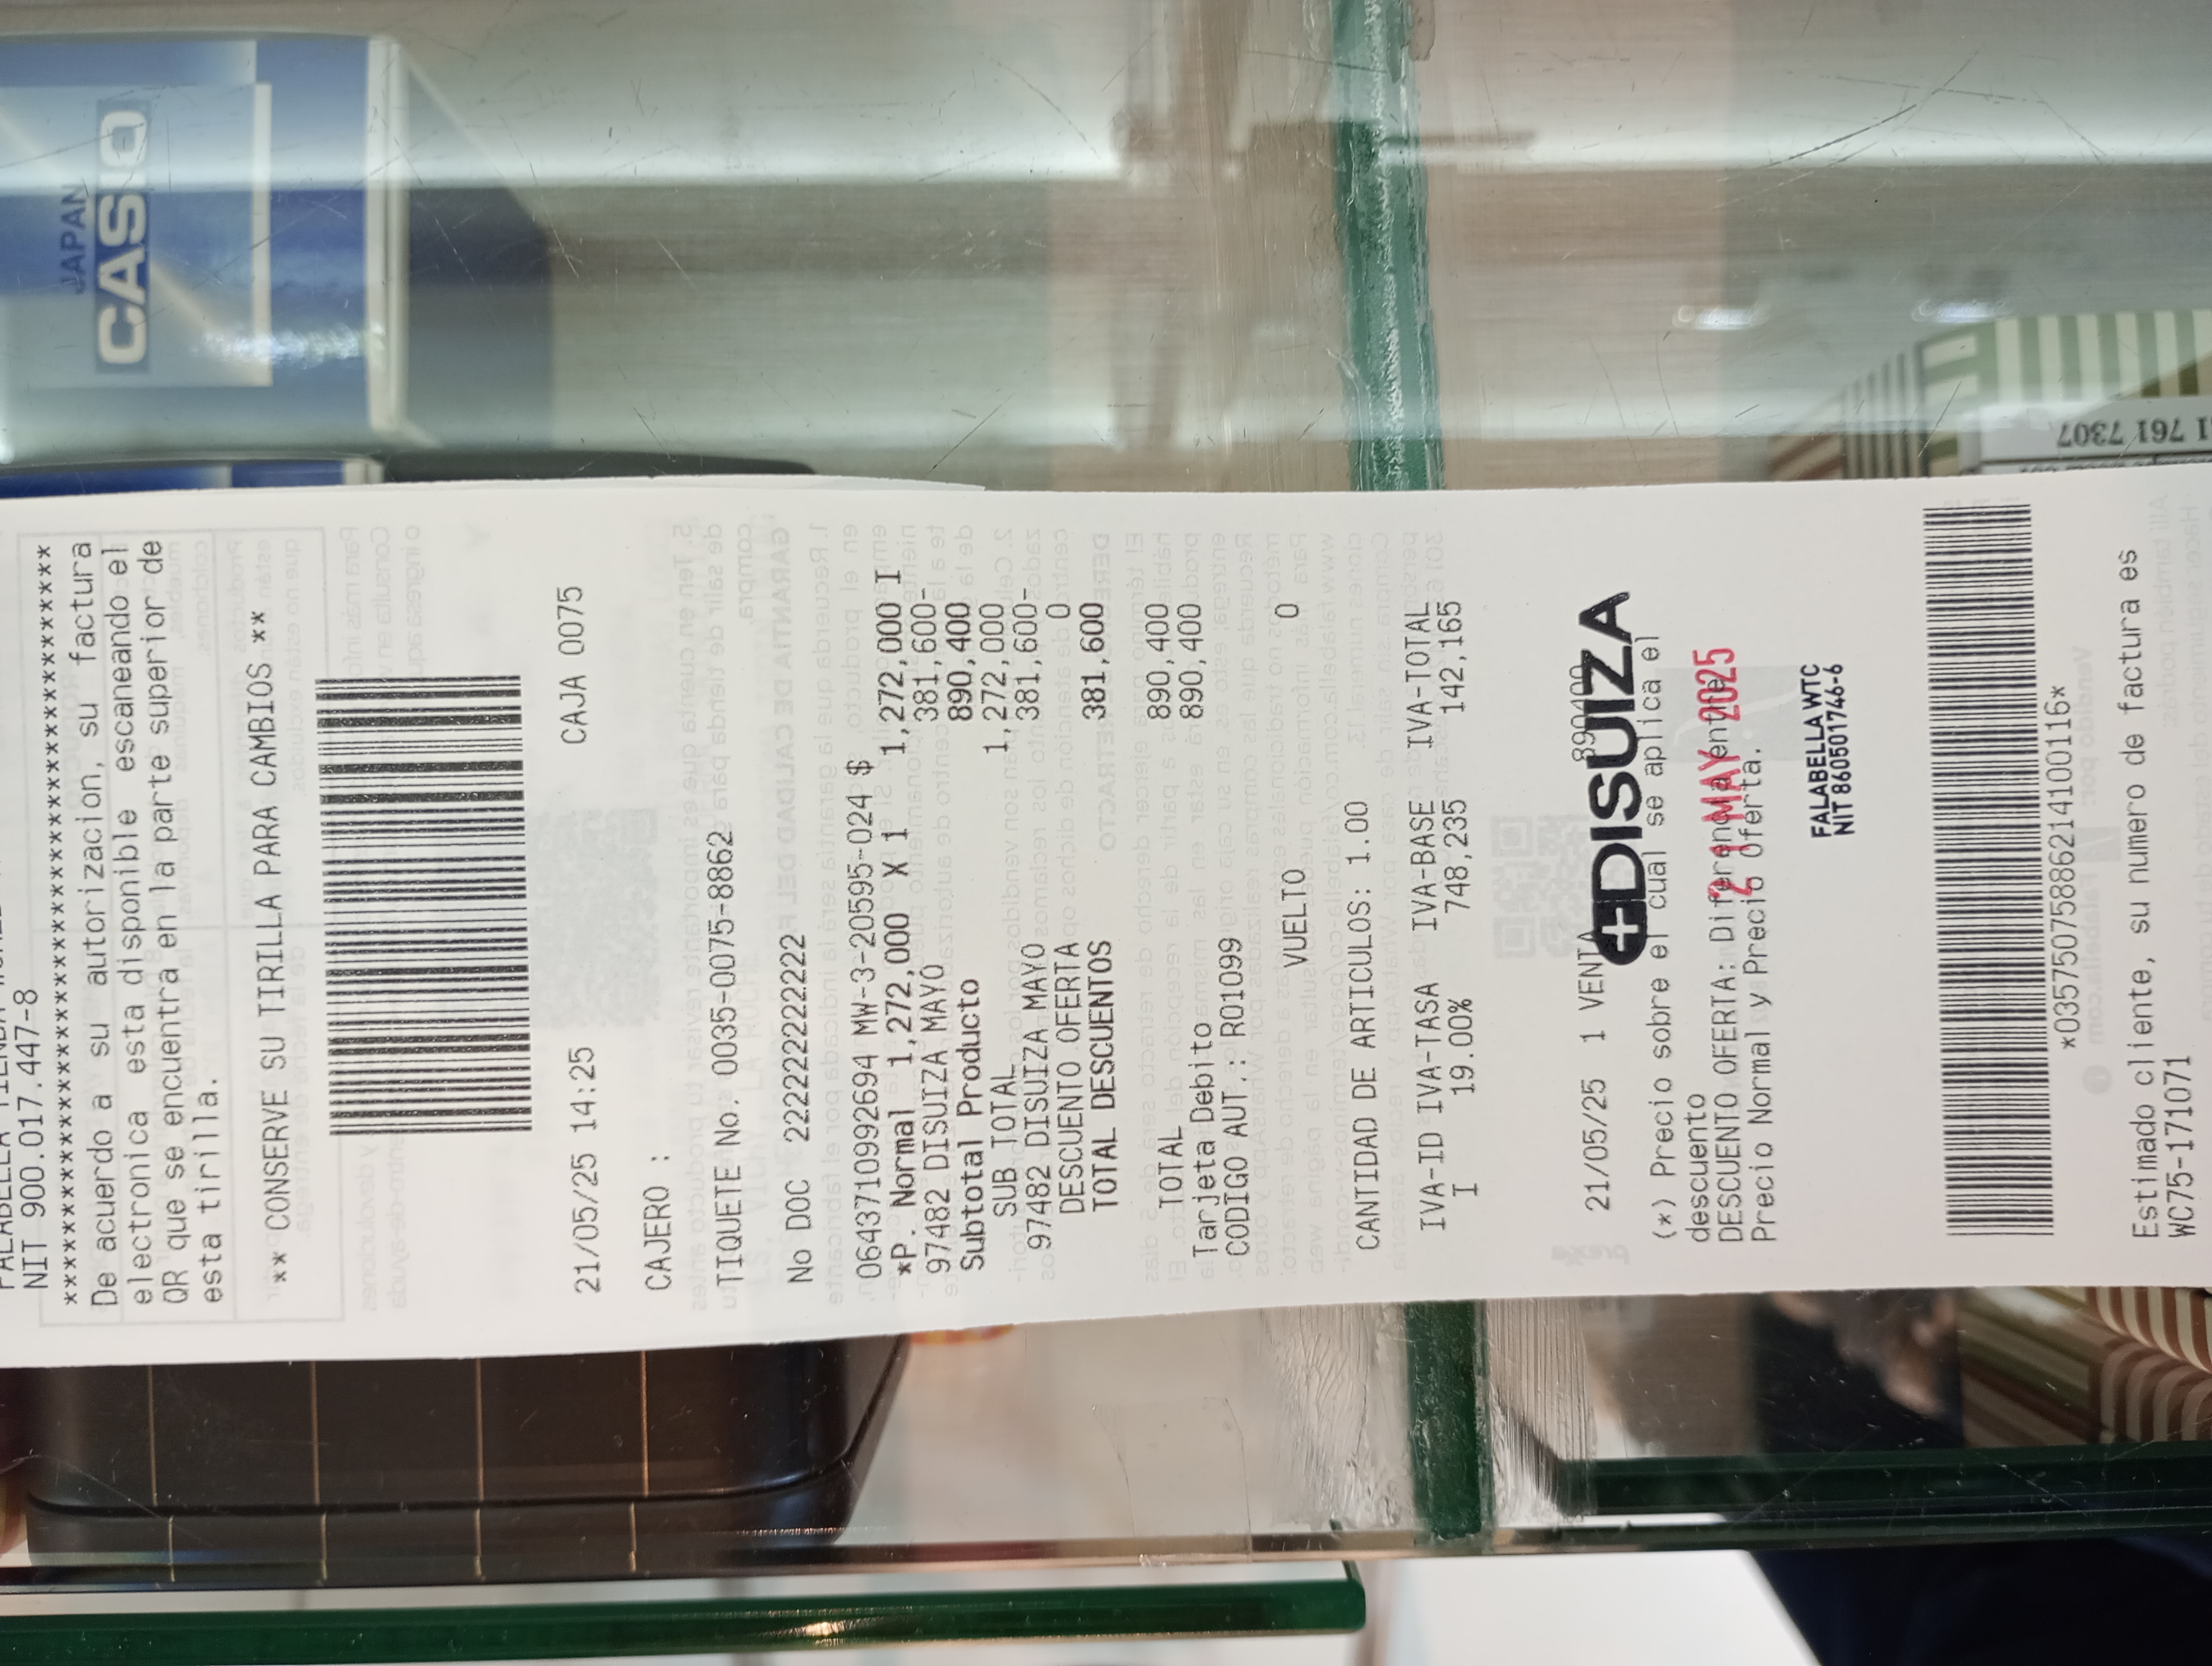 NIT 900.017.447-8
******************************************
De acuerdo a su autorizacion, su factura
electronica esta disponible escaneando el
QR que se encuentra en la parte superior de
esta tirilla.
** CONSERVE SU TIRILLA PARA CAMBIOS **
21/05/25 14:25 CAJA 0075
CAJERO :
TIQUETE No. 0035-0075-8862
No DOC 222222222222
0643710992694 MW-3-205595-024 $
*P. Normal 1,272,000 X 1 1,272,000 I
97482 DISUIZA MAYO 381,600-
Subtotal Producto 890,400
SUB TOTAL 1,272,000
97482 DISUIZA MAYO 381,600-
DESCUENTO OFERTA 0
TOTAL DESCUENTOS 381,600
TOTAL 890,400
Tarjeta Debito 890,400
CODIGO AUT.: R01099
VUELTO 0
CANTIDAD DE ARTICULOS: 1.00
IVA-ID IVA-TASA IVA-BASE IVA-TOTAL
I 19.00% 748,235 142,165
21/05/25 1 VENTA 890400
DISUIZA
(*) Precio sobre el cual se aplica el
descuento
DESCUENTO OFERTA: Diferencia entre
21 MAY 2025
Precio Normal y Precio Oferta.
FALABELLA WTC
NIT 860501746-6
*03575075886214100116*
Estimado cliente, su numero de factura es
WC75-171071
JAPAN
CASIO
1 761 7307